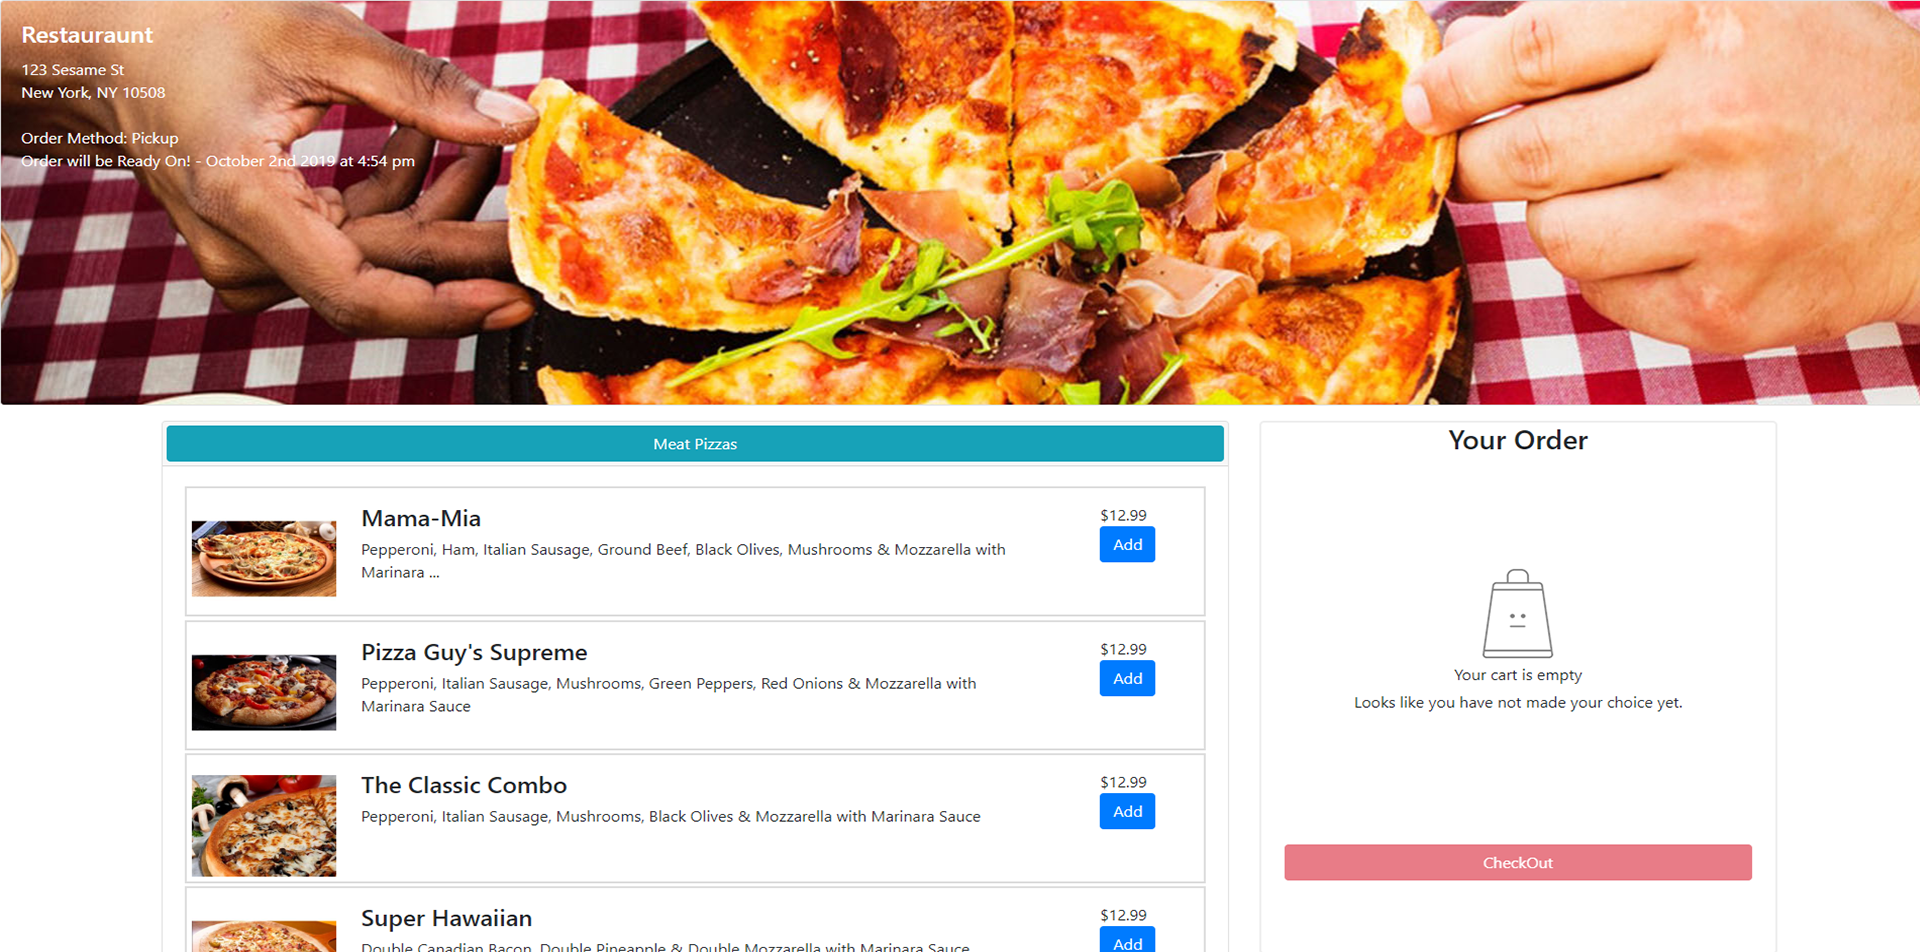 Restauraunt
123 Sesame St
New York, NY 10508
Order Method: Pickup
Order will be Ready On! - October 2nd 2019 at 4:54 pm
Meat Pizzas
Mama-Mia
Pepperoni, Ham, Italian Sausage, Ground Beef, Black Olives, Mushrooms & Mozzarella with
Marinara ...
$12.99
Add
Pizza Guy's Supreme
Pepperoni, Italian Sausage, Mushrooms, Green Peppers, Red Onions & Mozzarella with
Marinara Sauce
$12.99
Add
The Classic Combo
Pepperoni, Italian Sausage, Mushrooms, Black Olives & Mozzarella with Marinara Sauce
$12.99
Add
Super Hawaiian
Double Canadian Bacon, Double Pineapple & Double Mozzarella with Marinara Sauce
$12.99
Add
Your Order
Your cart is empty
Looks like you have not made your choice yet.
CheckOut